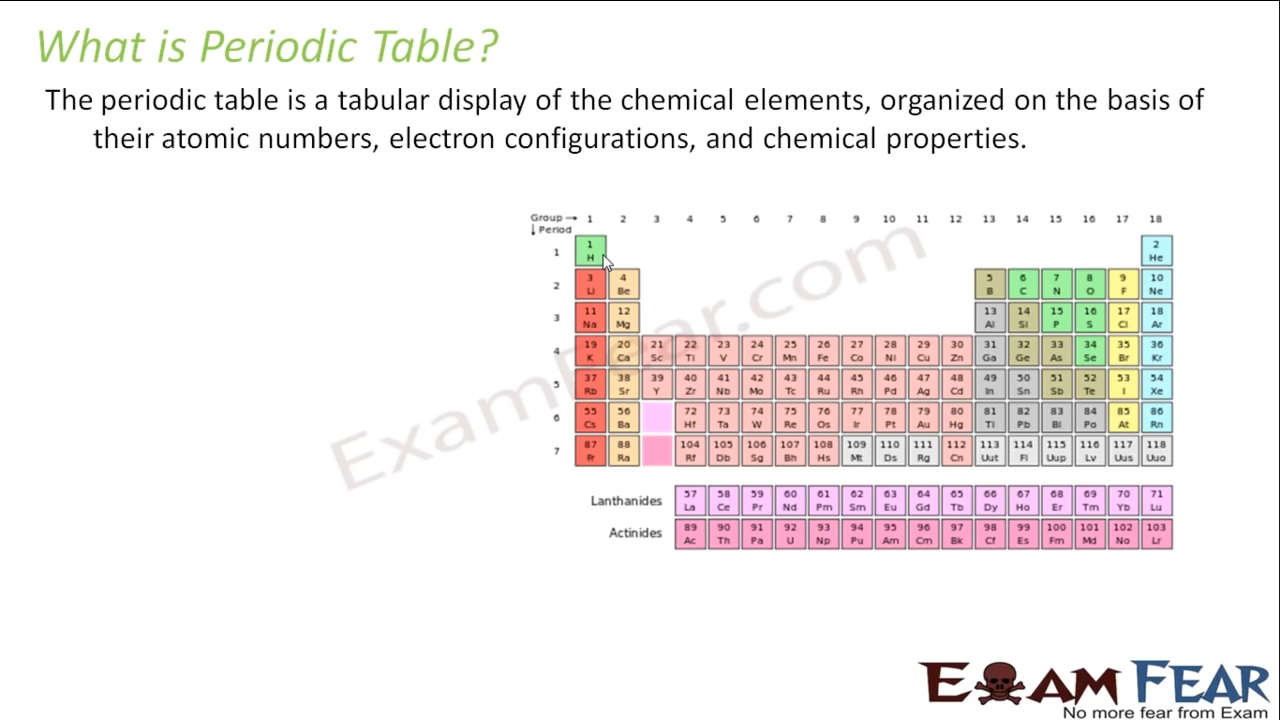 What is Periodic Table?
The periodic table is a tabular display of the chemical elements, organized on the basis of
their atomic numbers, electron configurations, and chemical properties.
Group → 1 2 3 4 5 6 7 8 9 10 11 12 13 14 15 16 17 18
↓ Period
1 1 2
H He
2 3 4 5 6 7 8 9 10
Li Be B C N O F Ne
3 11 12 13 14 15 16 17 18
Na Mg Al Si P S Cl Ar
4 19 20 21 22 23 24 25 26 27 28 29 30 31 32 33 34 35 36
K Ca Sc Ti V Cr Mn Fe Co Ni Cu Zn Ga Ge As Se Br Kr
5 37 38 39 40 41 42 43 44 45 46 47 48 49 50 51 52 53 54
Rb Sr Y Zr Nb Mo Tc Ru Rh Pd Ag Cd In Sn Sb Te I Xe
6 55 56 72 73 74 75 76 77 78 79 80 81 82 83 84 85 86
Cs Ba Hf Ta W Re Os Ir Pt Au Hg Tl Pb Bi Po At Rn
7 87 88 104 105 106 107 108 109 110 111 112 113 114 115 116 117 118
Fr Ra Rf Db Sg Bh Hs Mt Ds Rg Cn Uut Fl Uup Lv Uus Uuo
Lanthanides 57 58 59 60 61 62 63 64 65 66 67 68 69 70 71
La Ce Pr Nd Pm Sm Eu Gd Tb Dy Ho Er Tm Yb Lu
Actinides 89 90 91 92 93 94 95 96 97 98 99 100 101 102 103
Ac Th Pa U Np Pu Am Cm Bk Cf Es Fm Md No Lr
ExamFear.com
EXAM FEAR
No more fear from Exam